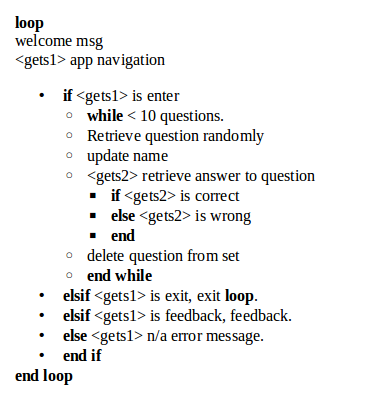 loop
welcome msg
<gets1> app navigation
• if <gets1> is enter
○ while < 10 questions.
○ Retrieve question randomly
○ update name
○ <gets2> retrieve answer to question
▪ if <gets2> is correct
▪ else <gets2> is wrong
▪ end
○ delete question from set
○ end while
• elsif <gets1> is exit, exit loop.
• elsif <gets1> is feedback, feedback.
• else <gets1> n/a error message.
• end if
end loop